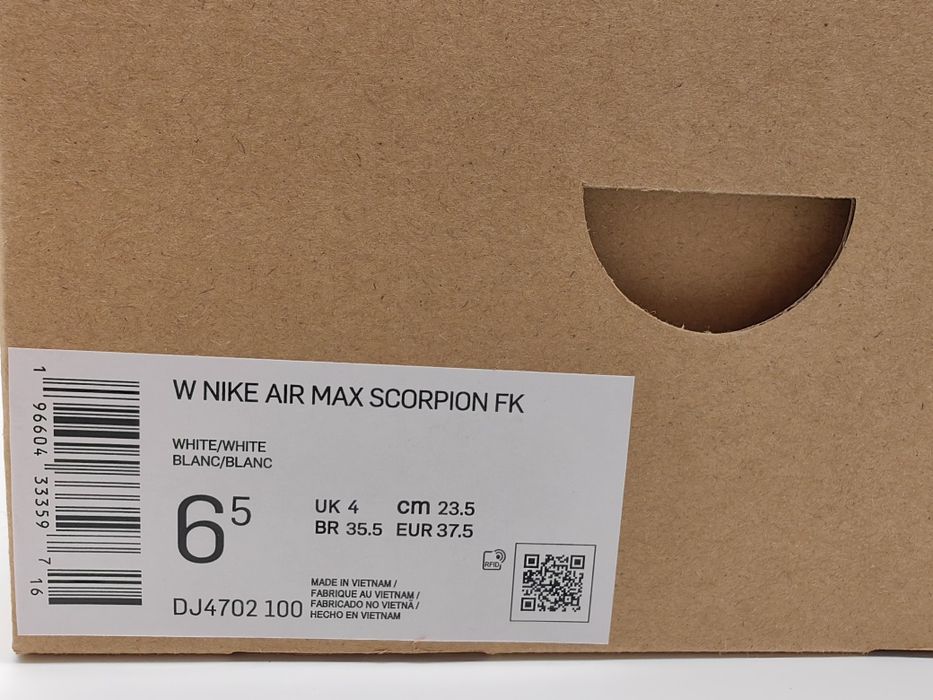 W NIKE AIR MAX SCORPION FK
WHITE/WHITE
BLANC/BLANC
6 5
UK 4 cm 23.5
BR 35.5 EUR 37.5
RFID
MADE IN VIETNAM /
FABRIQUE AU VIETNAM /
FABRICADO NO VIETNÃ /
HECHO EN VIETNAM
DJ4702 100
1 96604 33359 7 16